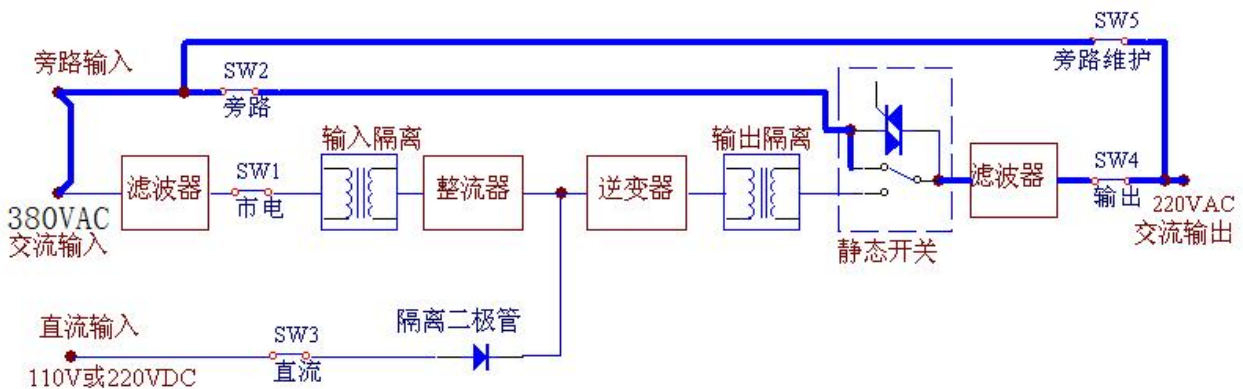 SW5
旁路维护
旁路输入
SW2
旁路
输入隔离
输出隔离
滤波器
SW1
市电
整流器
逆变器
滤波器
SW4
输出
380VAC
交流输入
220VAC
交流输出
静态开关
直流输入
SW3
直流
隔离二极管
110V或220VDC